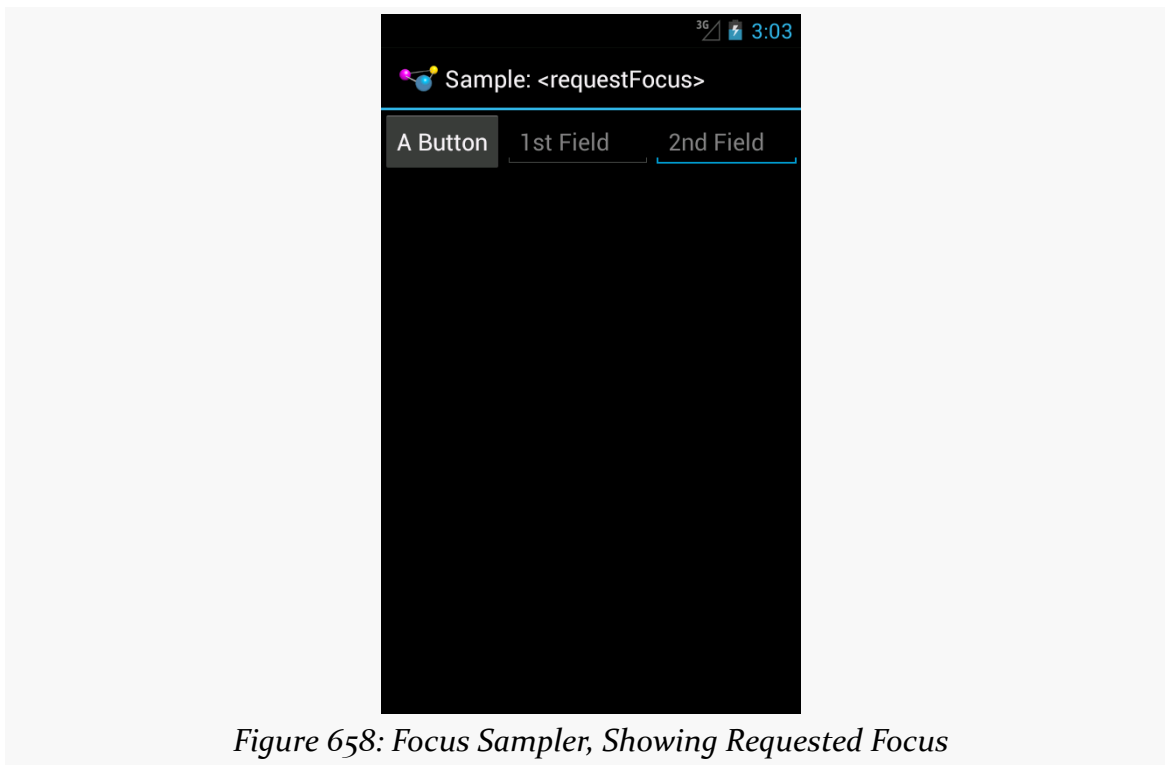 3G 3:03
Sample: <requestFocus>
A Button 1st Field 2nd Field
Figure 658: Focus Sampler, Showing Requested Focus